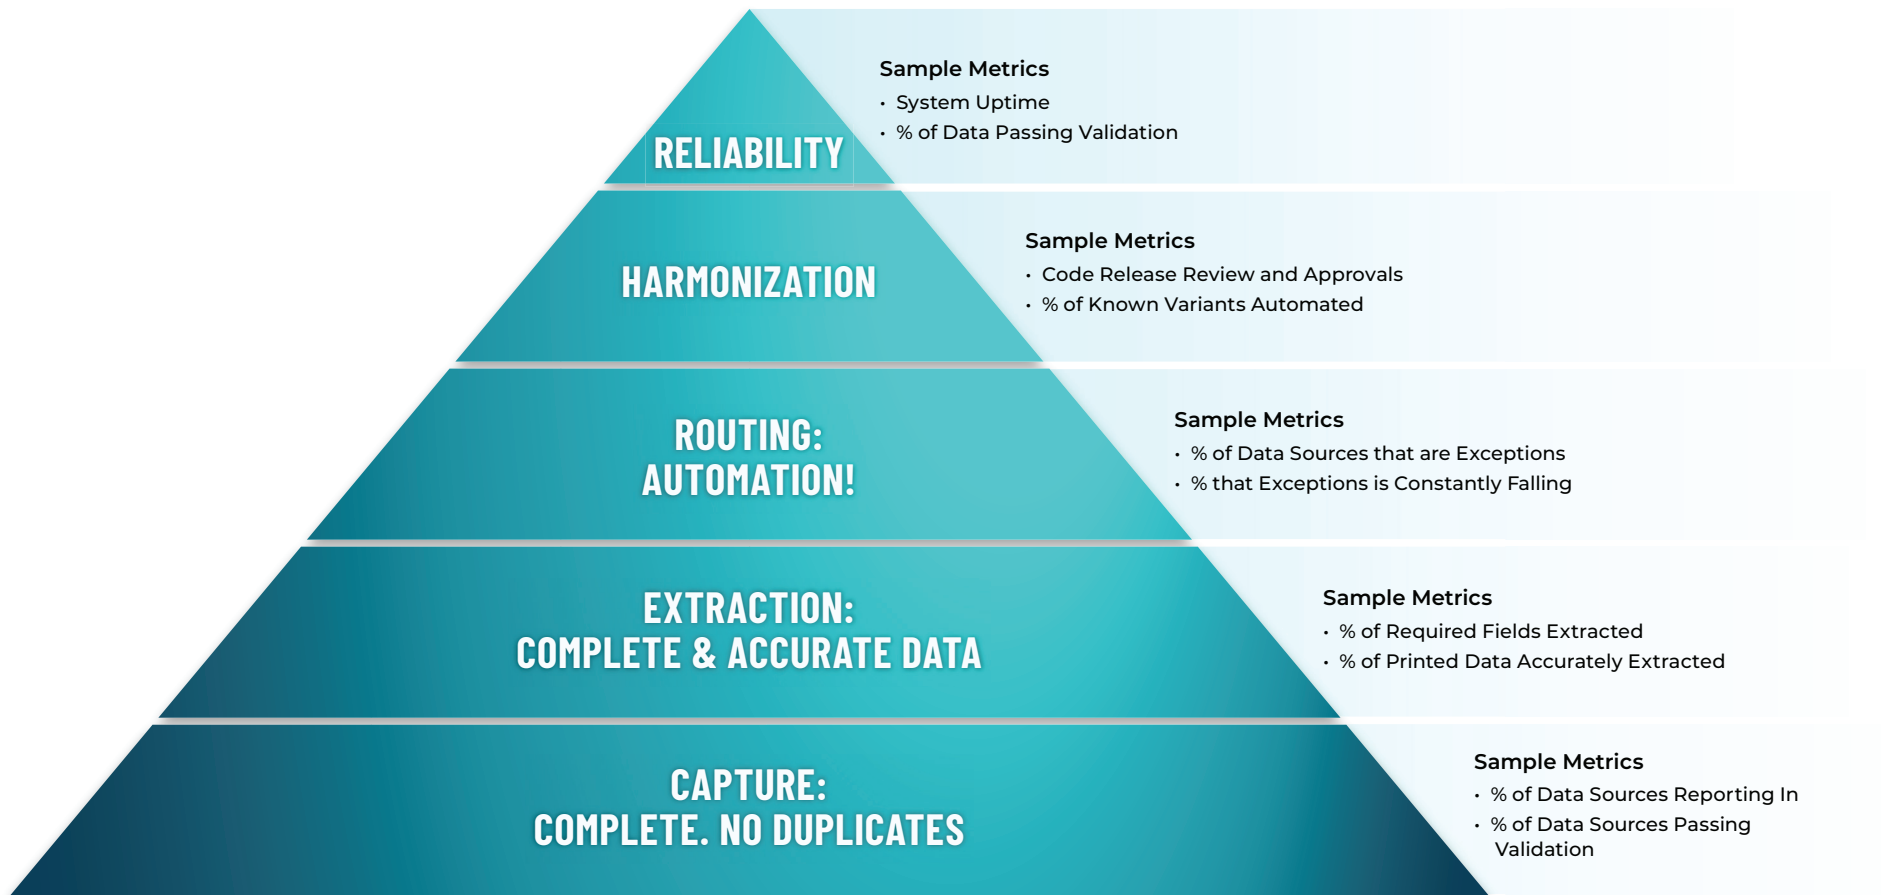 Sample Metrics
• System Uptime
• % of Data Passing Validation
RELIABILITY
Sample Metrics
• Code Release Review and Approvals
• % of Known Variants Automated
HARMONIZATION
Sample Metrics
• % of Data Sources that are Exceptions
• % that Exceptions is Constantly Falling
ROUTING:
AUTOMATION!
Sample Metrics
• % of Required Fields Extracted
• % of Printed Data Accurately Extracted
EXTRACTION:
COMPLETE & ACCURATE DATA
Sample Metrics
• % of Data Sources Reporting In
• % of Data Sources Passing
Validation
CAPTURE:
COMPLETE. NO DUPLICATES